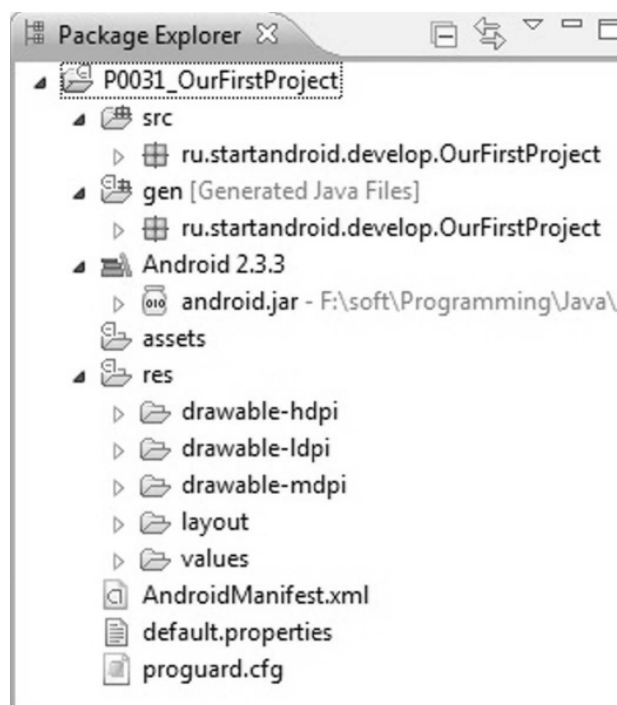 Package Explorer
P0031_OurFirstProject
src
ru.startandroid.develop.OurFirstProject
gen [Generated Java Files]
ru.startandroid.develop.OurFirstProject
Android 2.3.3
android.jar - F:\soft\Programming\Java\
assets
res
drawable-hdpi
drawable-ldpi
drawable-mdpi
layout
values
AndroidManifest.xml
default.properties
proguard.cfg